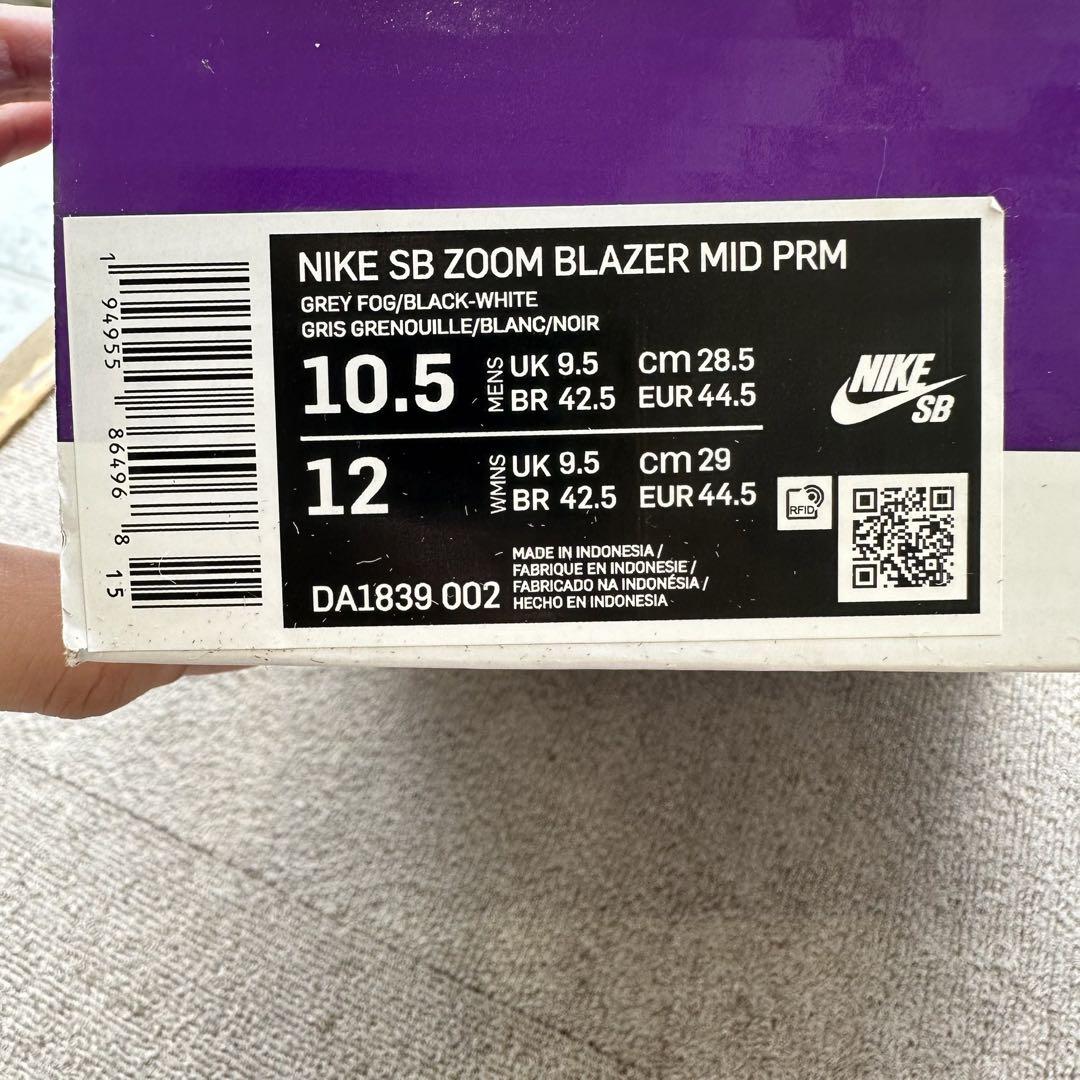 NIKE SB ZOOM BLAZER MID PRM
GREY FOG/BLACK-WHITE
GRIS GRENOUILLE/BLANC/NOIR
10.5 MENS UK 9.5 cm 28.5
BR 42.5 EUR 44.5
12 WMNS UK 9.5 cm 29
BR 42.5 EUR 44.5
NIKE
SB
RFID
DA1839 002
MADE IN INDONESIA /
FABRIQUE EN INDONESIE /
FABRICADO NA INDONÉSIA /
HECHO EN INDONESIA
1 94955 86496 8 15